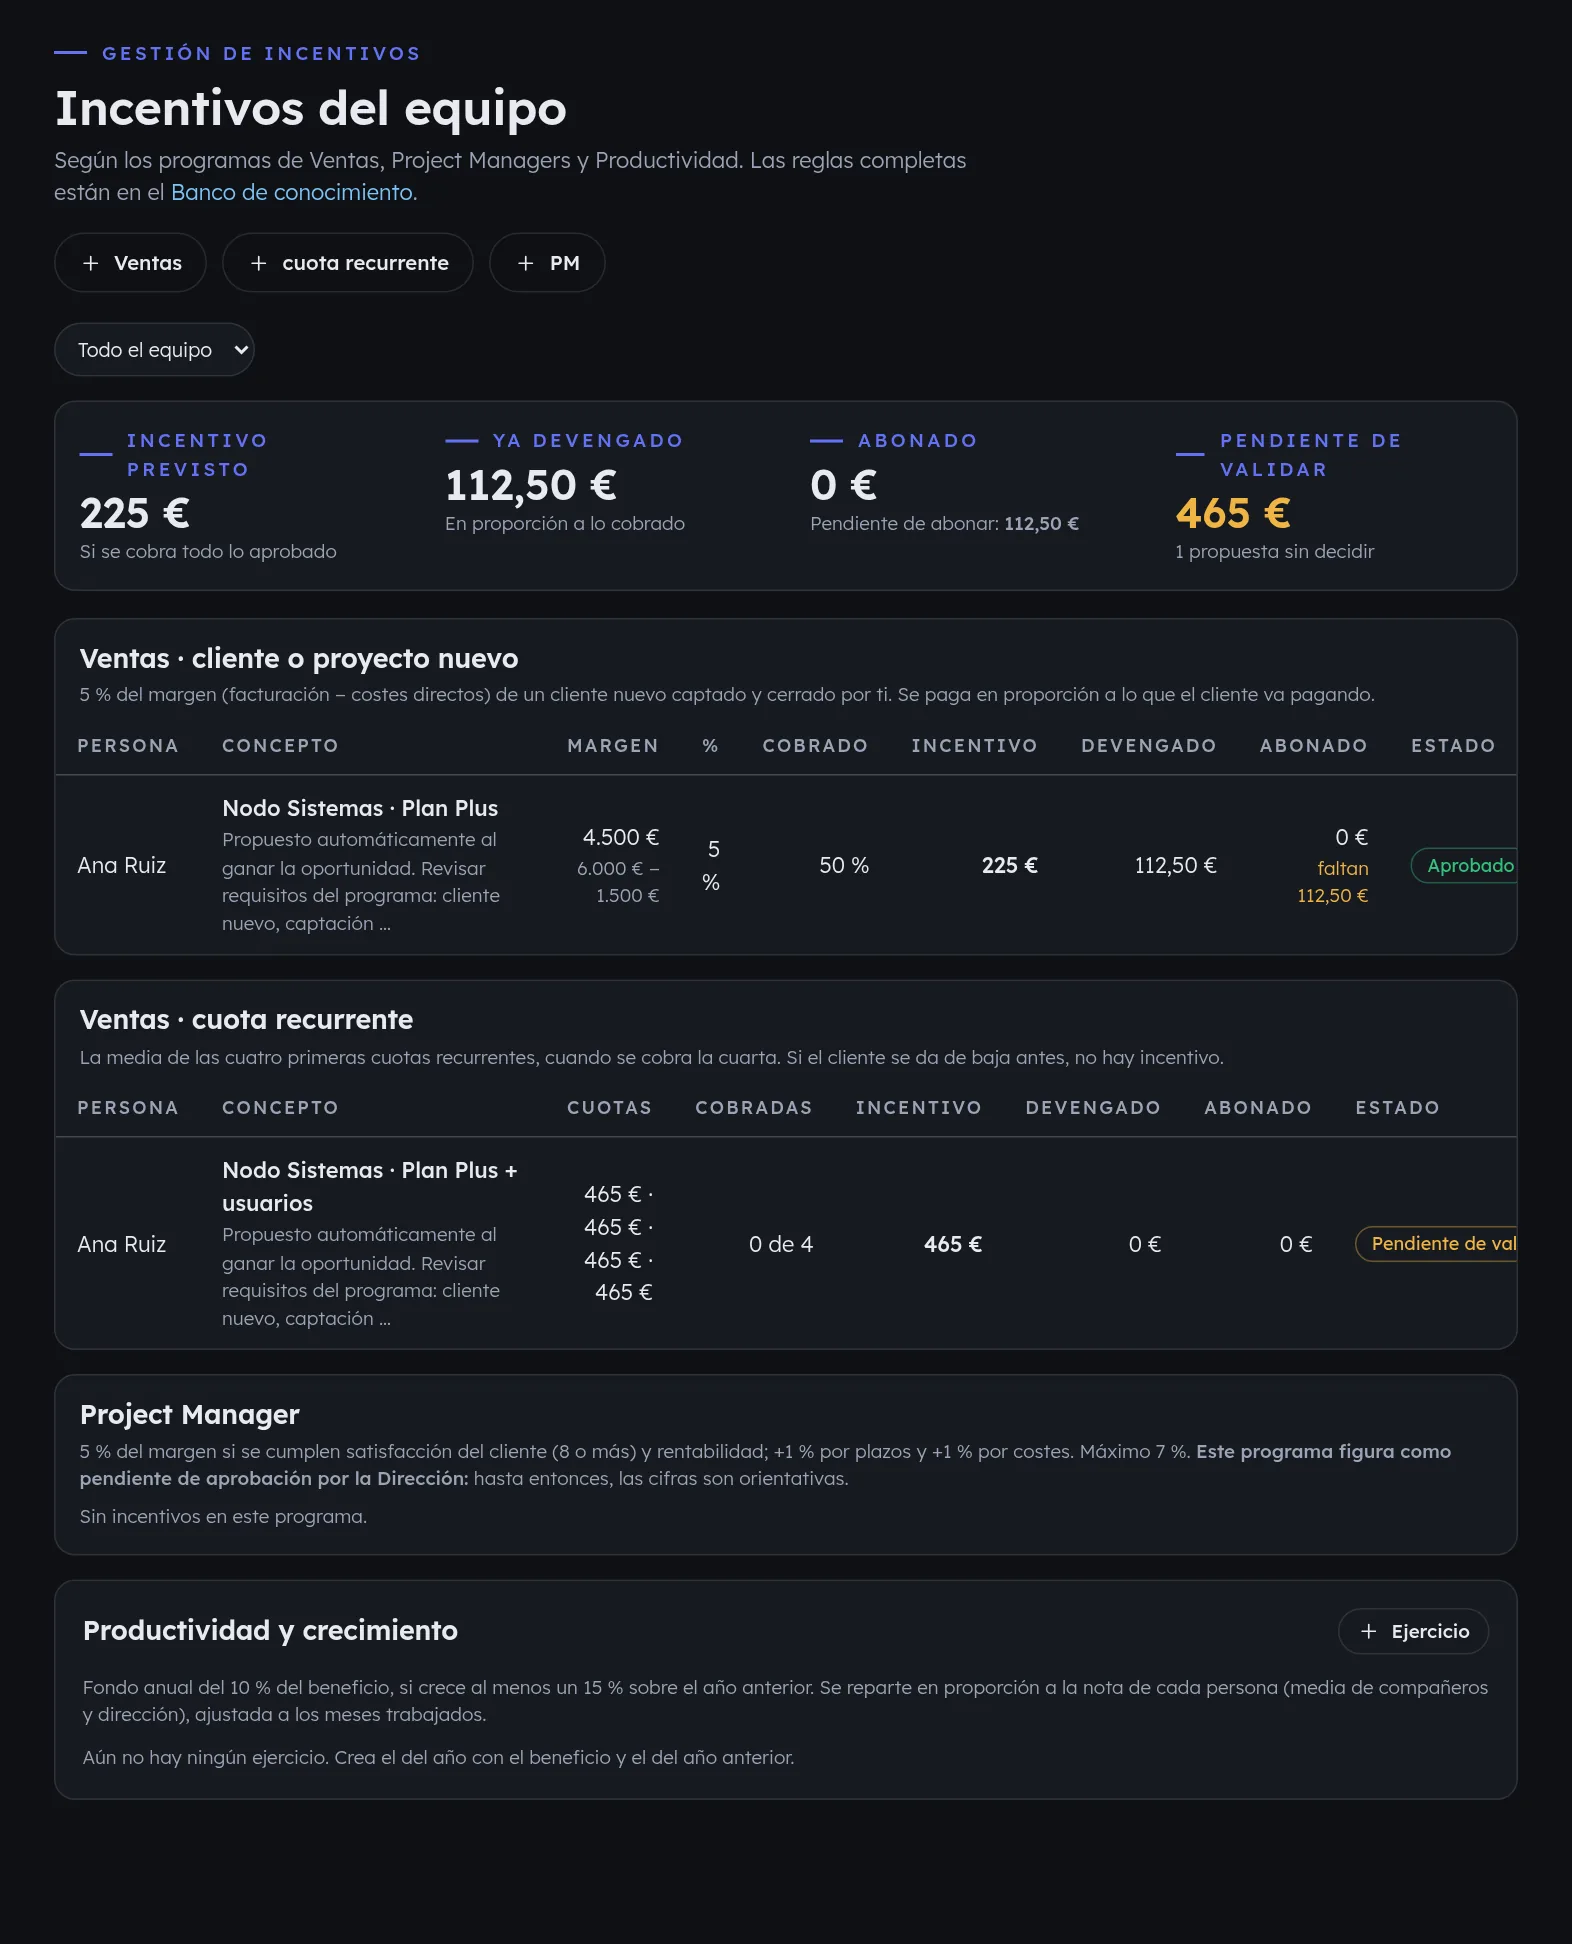 GESTIÓN DE INCENTIVOS
Incentivos del equipo
Según los programas de Ventas, Project Managers y Productividad. Las reglas completas
están en el Banco de conocimiento.
+ Ventas
+ cuota recurrente
+ PM
Todo el equipo
INCENTIVO
PREVISTO
225 €
Si se cobra todo lo aprobado
YA DEVENGADO
112,50 €
En proporción a lo cobrado
ABONADO
0 €
Pendiente de abonar: 112,50 €
PENDIENTE DE
VALIDAR
465 €
1 propuesta sin decidir
Ventas · cliente o proyecto nuevo
5 % del margen (facturación – costes directos) de un cliente nuevo captado y cerrado por ti. Se paga en proporción a lo que el cliente va pagando.
PERSONA CONCEPTO MARGEN % COBRADO INCENTIVO DEVENGADO ABONADO ESTADO
Ana Ruiz
Nodo Sistemas · Plan Plus
Propuesto automáticamente al
ganar la oportunidad. Revisar
requisitos del programa: cliente
nuevo, captación ...
4.500 €
6.000 € –
1.500 €
5
%
50 %
225 €
112,50 €
0 €
faltan
112,50 €
Aprobado
Ventas · cuota recurrente
La media de las cuatro primeras cuotas recurrentes, cuando se cobra la cuarta. Si el cliente se da de baja antes, no hay incentivo.
PERSONA CONCEPTO CUOTAS COBRADAS INCENTIVO DEVENGADO ABONADO ESTADO
Ana Ruiz
Nodo Sistemas · Plan Plus +
usuarios
Propuesto automáticamente al
ganar la oportunidad. Revisar
requisitos del programa: cliente
nuevo, captación ...
465 € ·
465 € ·
465 € ·
465 €
0 de 4
465 €
0 €
0 €
Pendiente de val
Project Manager
5 % del margen si se cumplen satisfacción del cliente (8 o más) y rentabilidad; +1 % por plazos y +1 % por costes. Máximo 7 %. Este programa figura como
pendiente de aprobación por la Dirección: hasta entonces, las cifras son orientativas.
Sin incentivos en este programa.
Productividad y crecimiento
+ Ejercicio
Fondo anual del 10 % del beneficio, si crece al menos un 15 % sobre el año anterior. Se reparte en proporción a la nota de cada persona (media de compañeros
y dirección), ajustada a los meses trabajados.
Aún no hay ningún ejercicio. Crea el del año con el beneficio y el del año anterior.